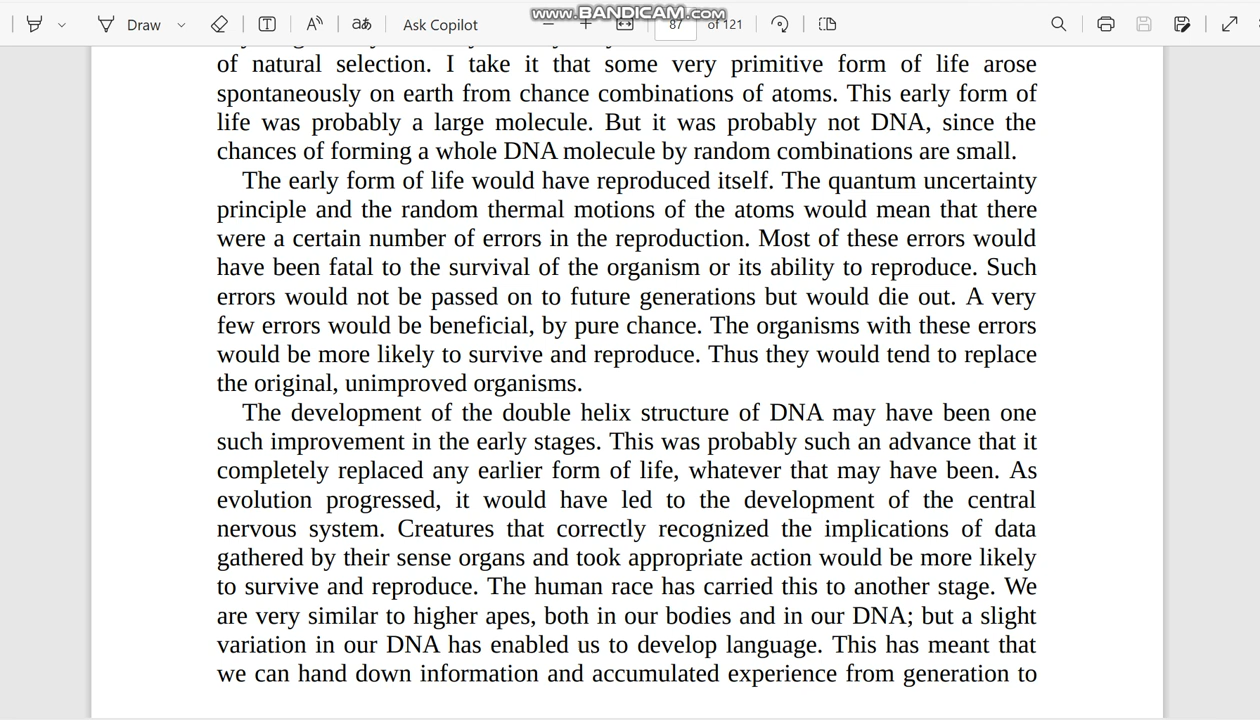 Draw
aあ
Ask Copilot
www.BANDICAM.com
87
of 121
of natural selection. I take it that some very primitive form of life arose
spontaneously on earth from chance combinations of atoms. This early form of
life was probably a large molecule. But it was probably not DNA, since the
chances of forming a whole DNA molecule by random combinations are small.
The early form of life would have reproduced itself. The quantum uncertainty
principle and the random thermal motions of the atoms would mean that there
were a certain number of errors in the reproduction. Most of these errors would
have been fatal to the survival of the organism or its ability to reproduce. Such
errors would not be passed on to future generations but would die out. A very
few errors would be beneficial, by pure chance. The organisms with these errors
would be more likely to survive and reproduce. Thus they would tend to replace
the original, unimproved organisms.
The development of the double helix structure of DNA may have been one
such improvement in the early stages. This was probably such an advance that it
completely replaced any earlier form of life, whatever that may have been. As
evolution progressed, it would have led to the development of the central
nervous system. Creatures that correctly recognized the implications of data
gathered by their sense organs and took appropriate action would be more likely
to survive and reproduce. The human race has carried this to another stage. We
are very similar to higher apes, both in our bodies and in our DNA; but a slight
variation in our DNA has enabled us to develop language. This has meant that
we can hand down information and accumulated experience from generation to